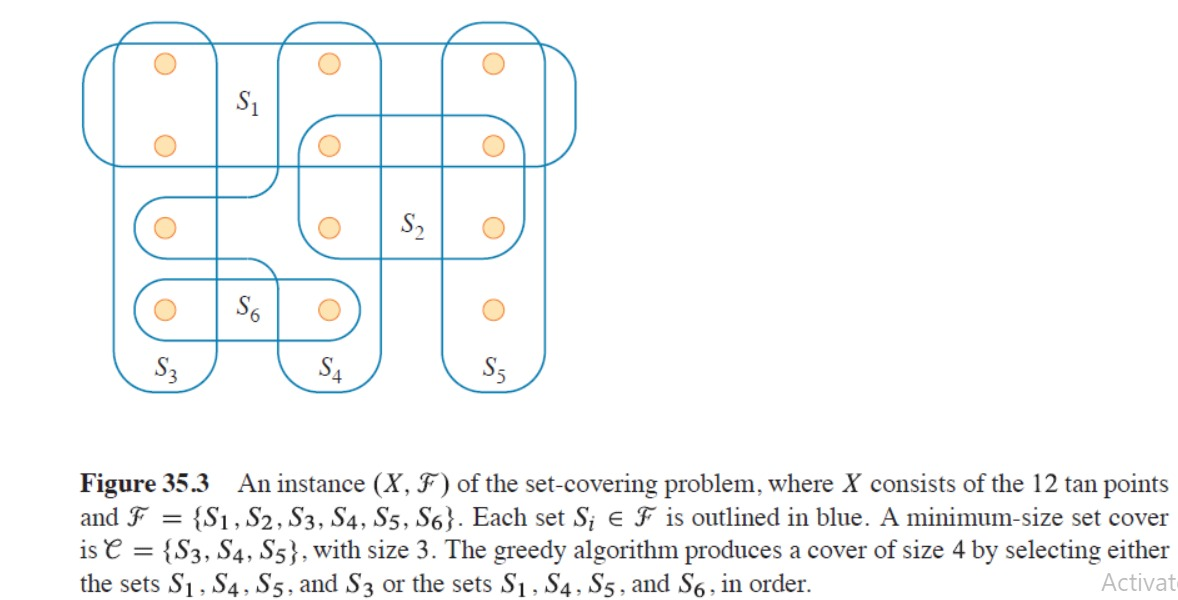 S1
S2
S6
S3 S4 S5
Figure 35.3 An instance (X, ℱ) of the set-covering problem, where X consists of the 12 tan points
and ℱ = {S1, S2, S3, S4, S5, S6}. Each set Si ∈ ℱ is outlined in blue. A minimum-size set cover
is 𝒞 = {S3, S4, S5}, with size 3. The greedy algorithm produces a cover of size 4 by selecting either
the sets S1, S4, S5, and S3 or the sets S1, S4, S5, and S6, in order.